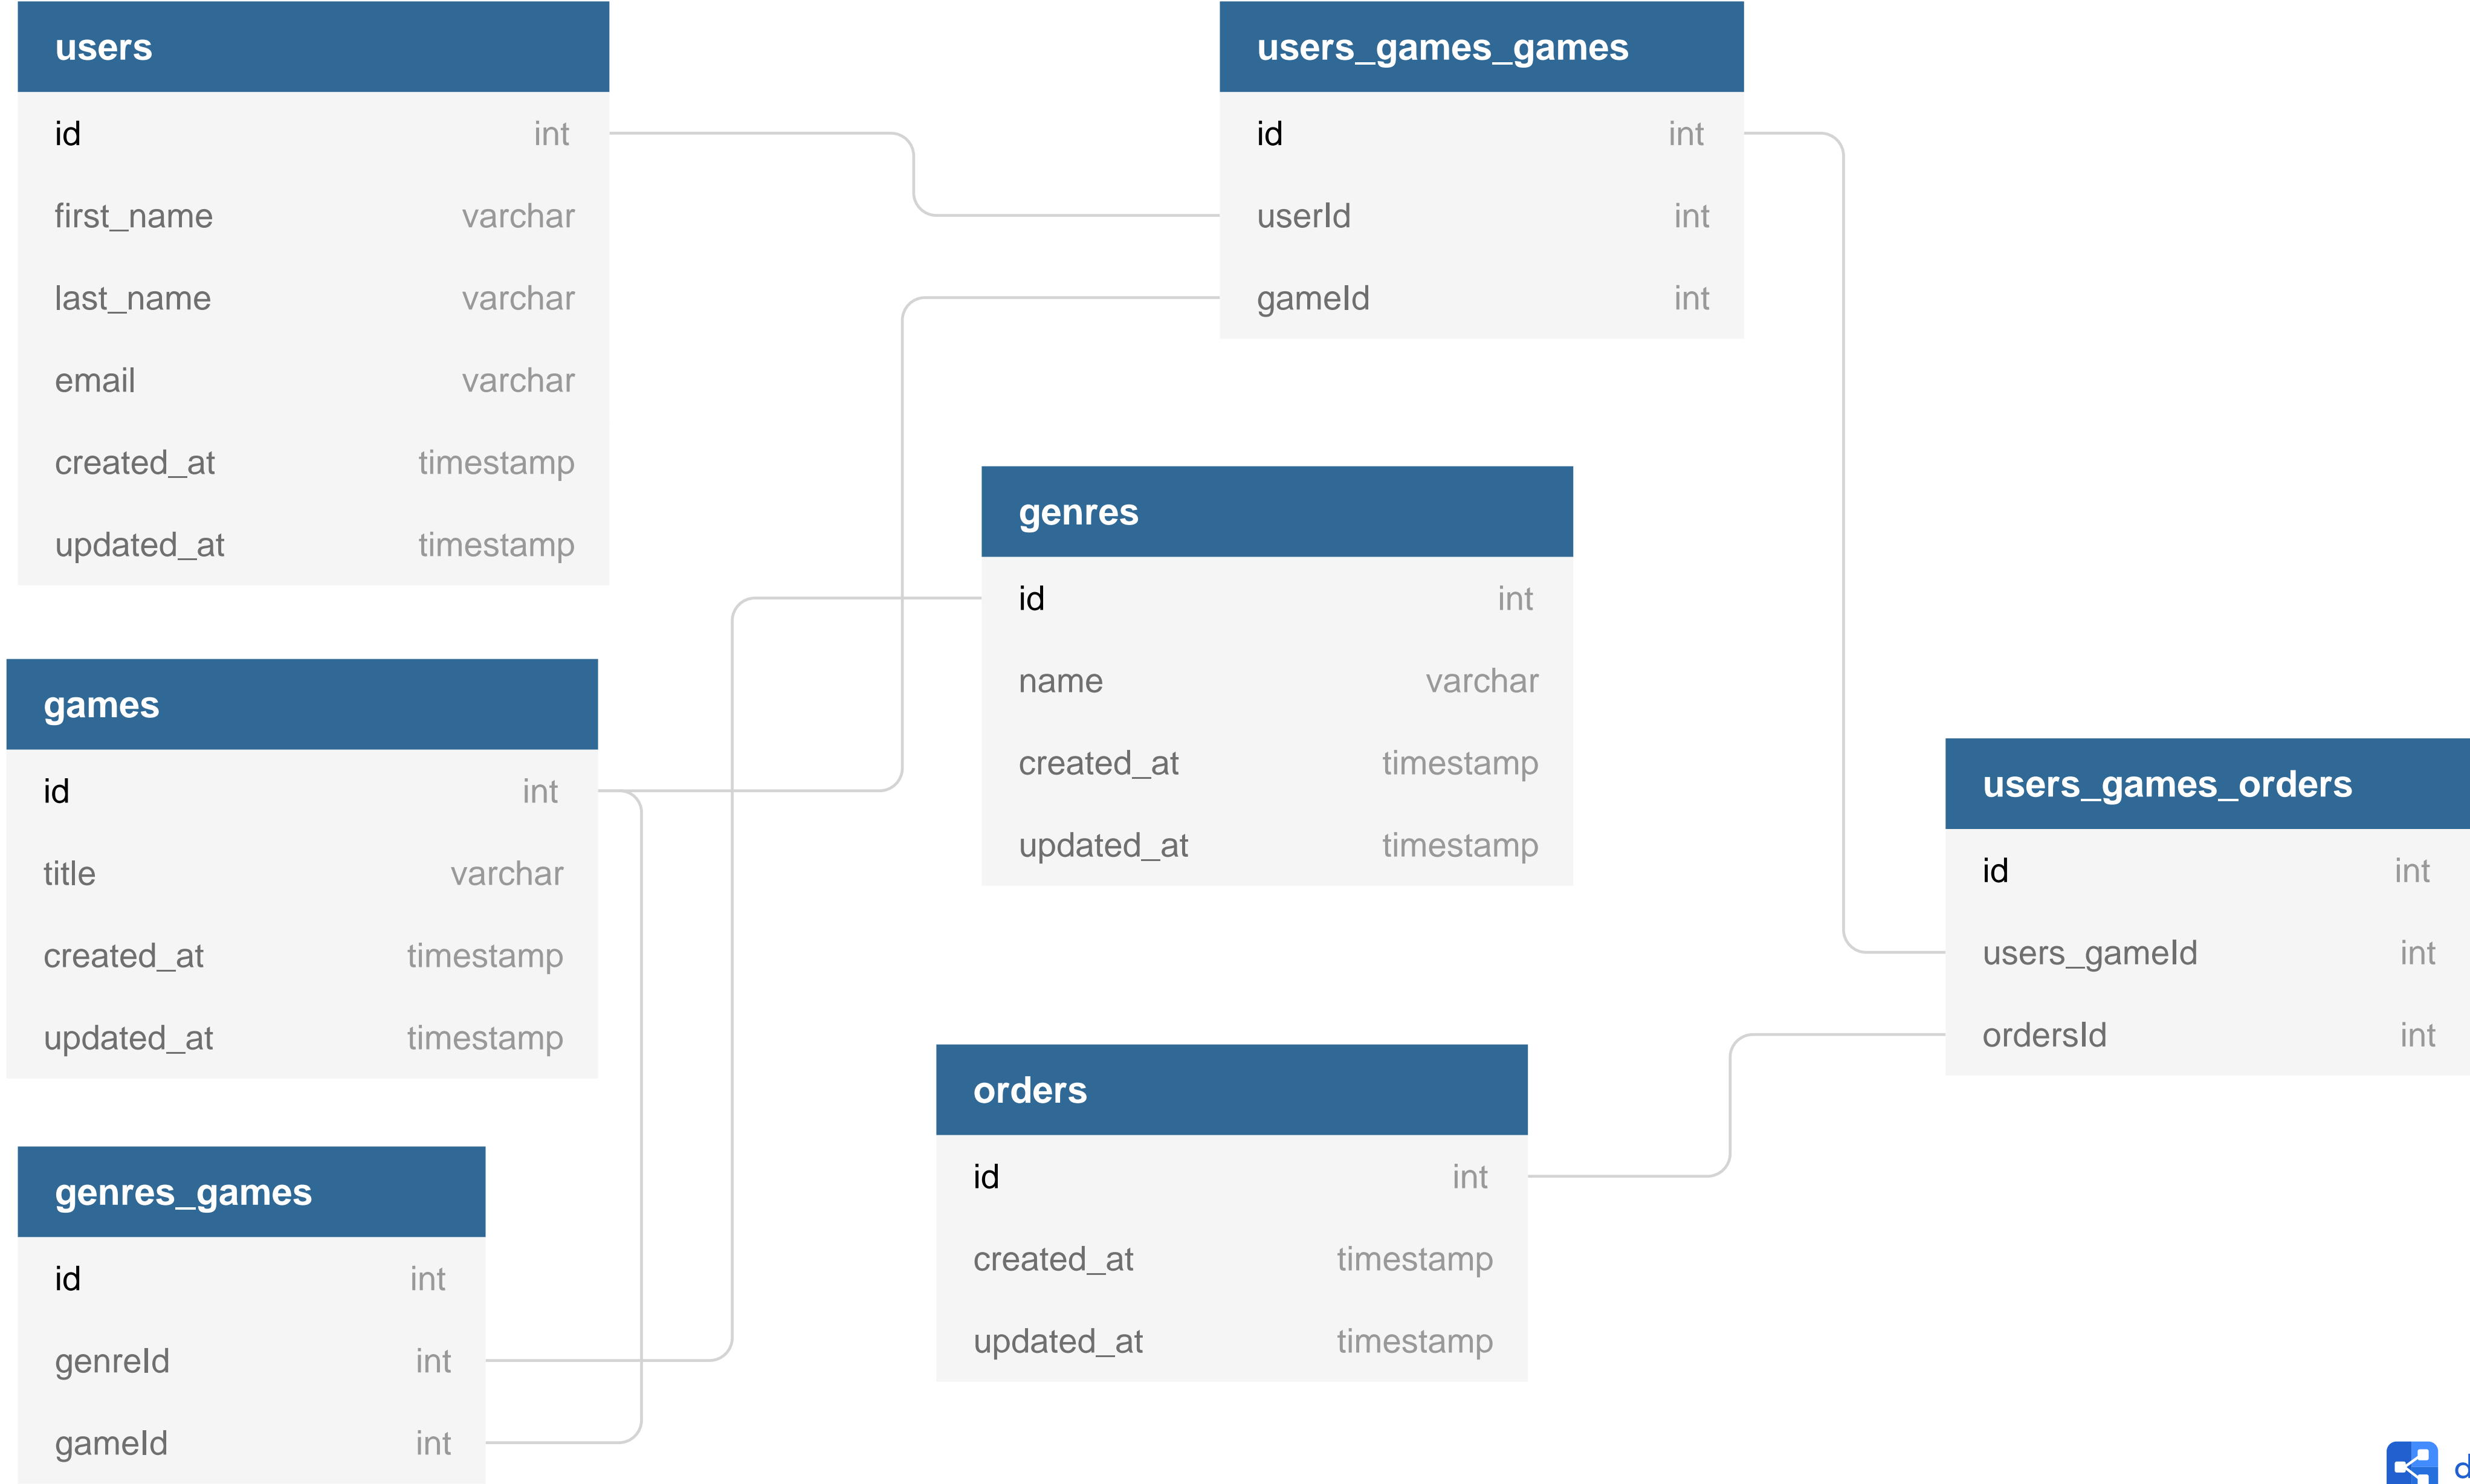 users
id int
first_name varchar
last_name varchar
email varchar
created_at timestamp
updated_at timestamp
users_games_games
id int
userId int
gameId int
genres
id int
name varchar
created_at timestamp
updated_at timestamp
games
id int
title varchar
created_at timestamp
updated_at timestamp
users_games_orders
id int
users_gameId int
ordersId int
orders
id int
created_at timestamp
updated_at timestamp
genres_games
id int
genreId int
gameId int